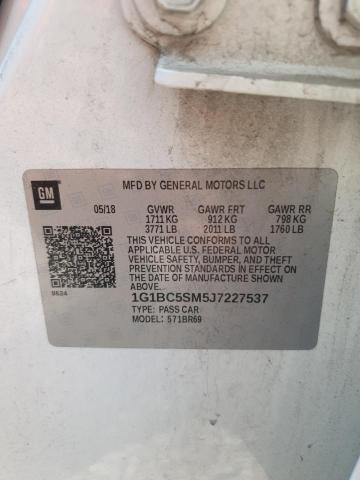 GM
MFD BY GENERAL MOTORS LLC
05/18 GVWR GAWR FRT GAWR RR
1711 KG 912 KG 798 KG
3771 LB 2011 LB 1760 LB
THIS VEHICLE CONFORMS TO ALL
APPLICABLE U.S. FEDERAL MOTOR
VEHICLE SAFETY, BUMPER, AND THEFT
PREVENTION STANDARDS IN EFFECT
ON THE DATE OF MANUFACTURE
SHOWN ABOVE.
1G1BC5SM5J7227537
TYPE: PASS CAR
MODEL: 571BR69